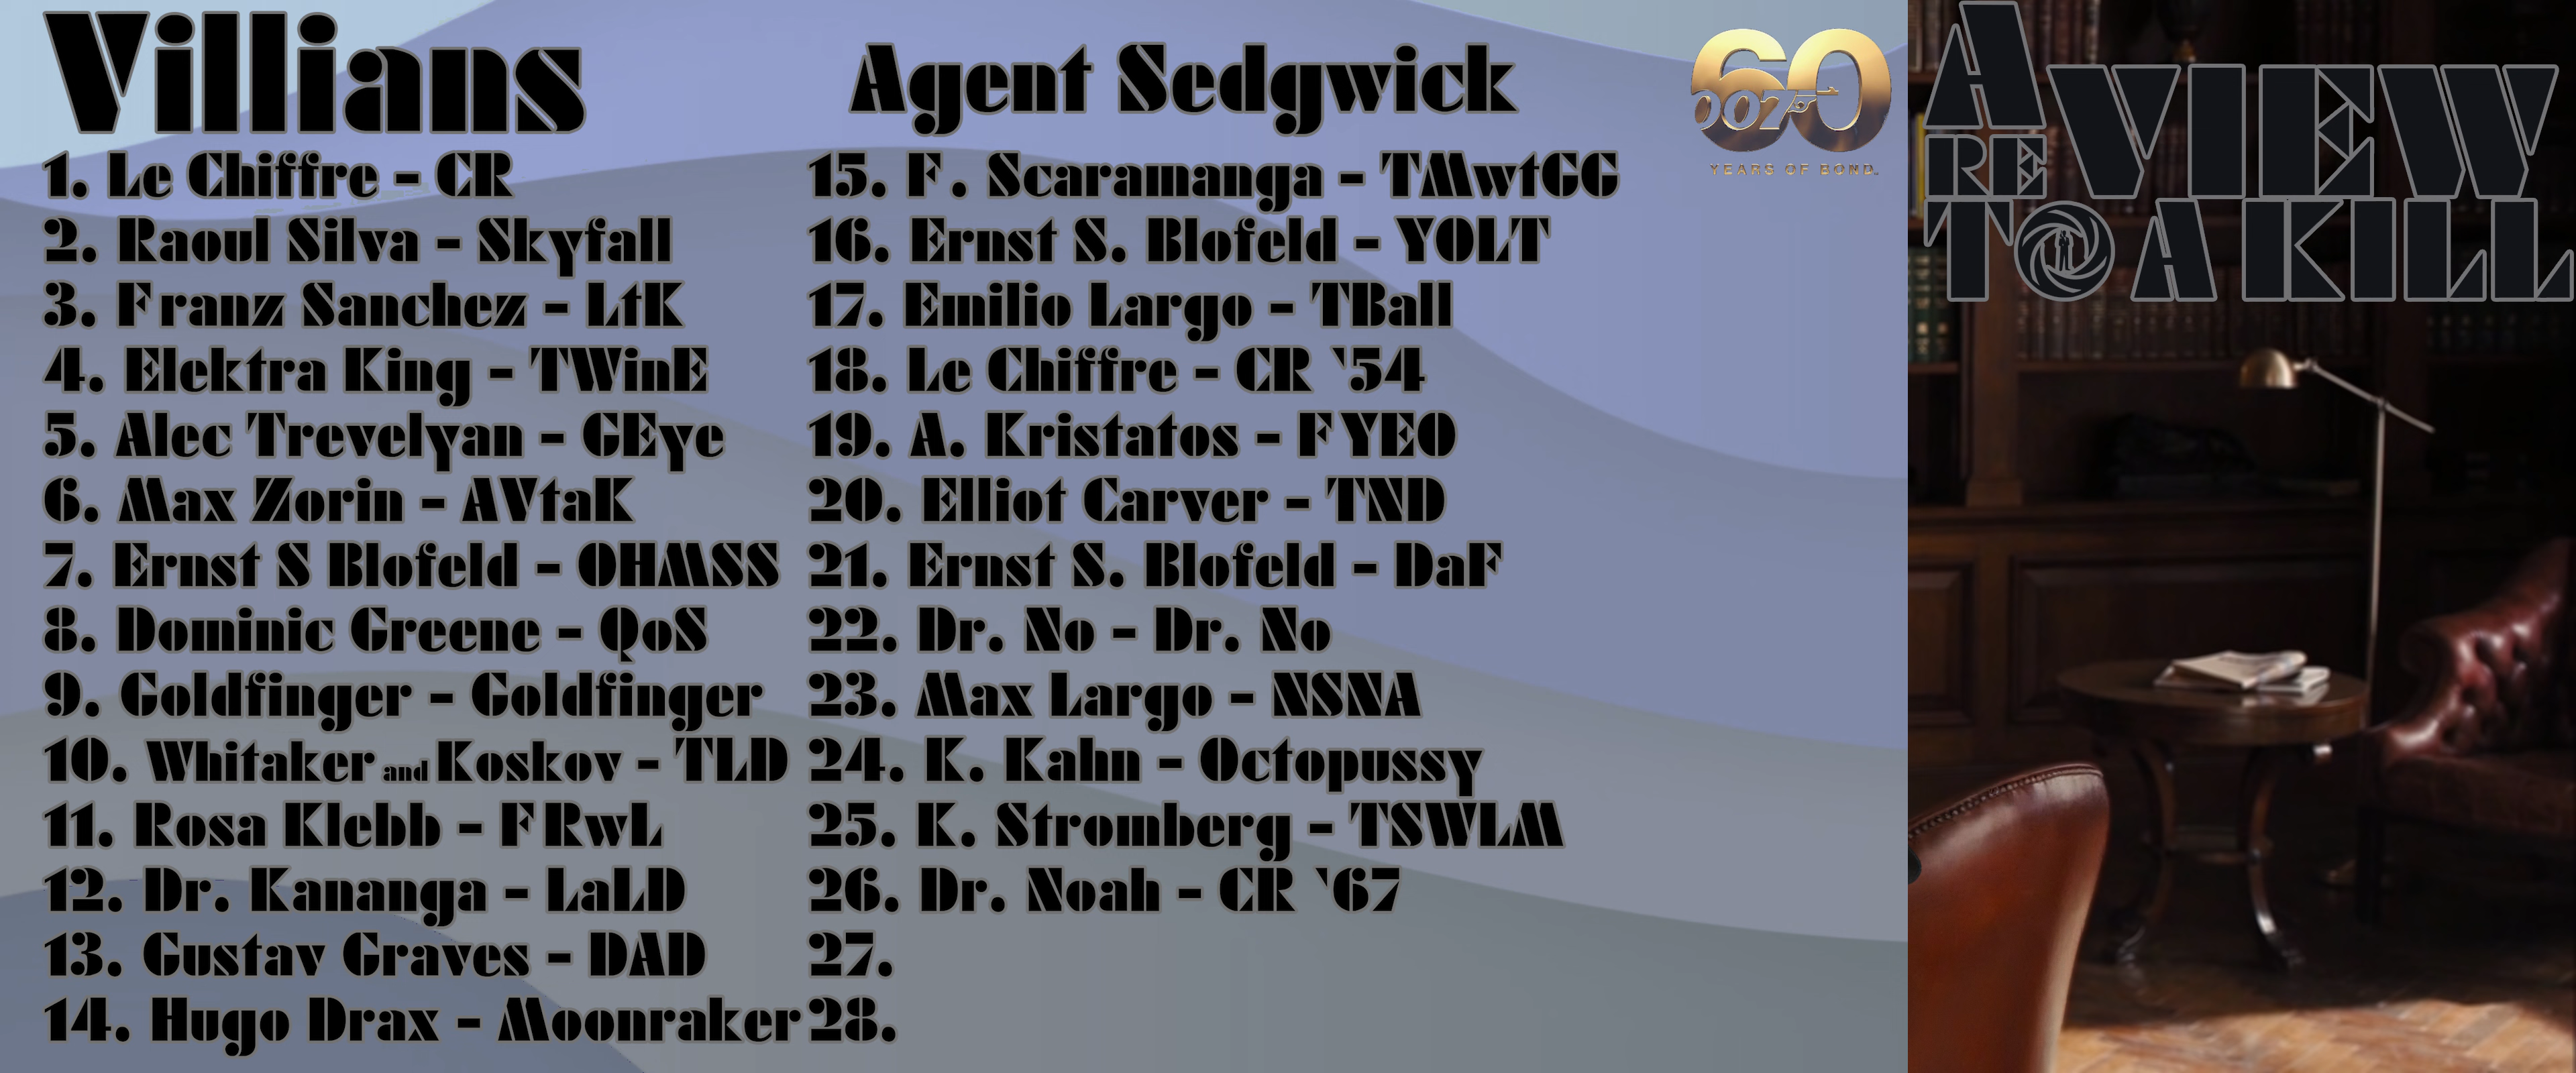 Villians
Agent Sedgwick
1. Le Chiffre - CR
2. Raoul Silva - Skyfall
3. Franz Sanchez - LtK
4. Elektra King - TWinE
5. Alec Trevelyan - GEye
6. Max Zorin - AVtaK
7. Ernst S Blofeld - OHMSS
8. Dominic Greene - QoS
9. Goldfinger - Goldfinger
10. Whitaker and Koskov - TLD
11. Rosa Klebb - FRwL
12. Dr. Kananga - LaLD
13. Gustav Graves - DAD
14. Hugo Drax - Moonraker
15. F. Scaramanga - TMwtGG
16. Ernst S. Blofeld - YOLT
17. Emilio Largo - TBall
18. Le Chiffre - CR `54
19. A. Kristatos - FYEO
20. Elliot Carver - TND
21. Ernst S. Blofeld - DaF
22. Dr. No - Dr. No
23. Max Largo - NSNA
24. K. Kahn - Octopussy
25. K. Stromberg - TSWLM
26. Dr. Noah - CR `67
27.
28.
60
007
YEARS OF BOND
A REVIEW
TO A KILL